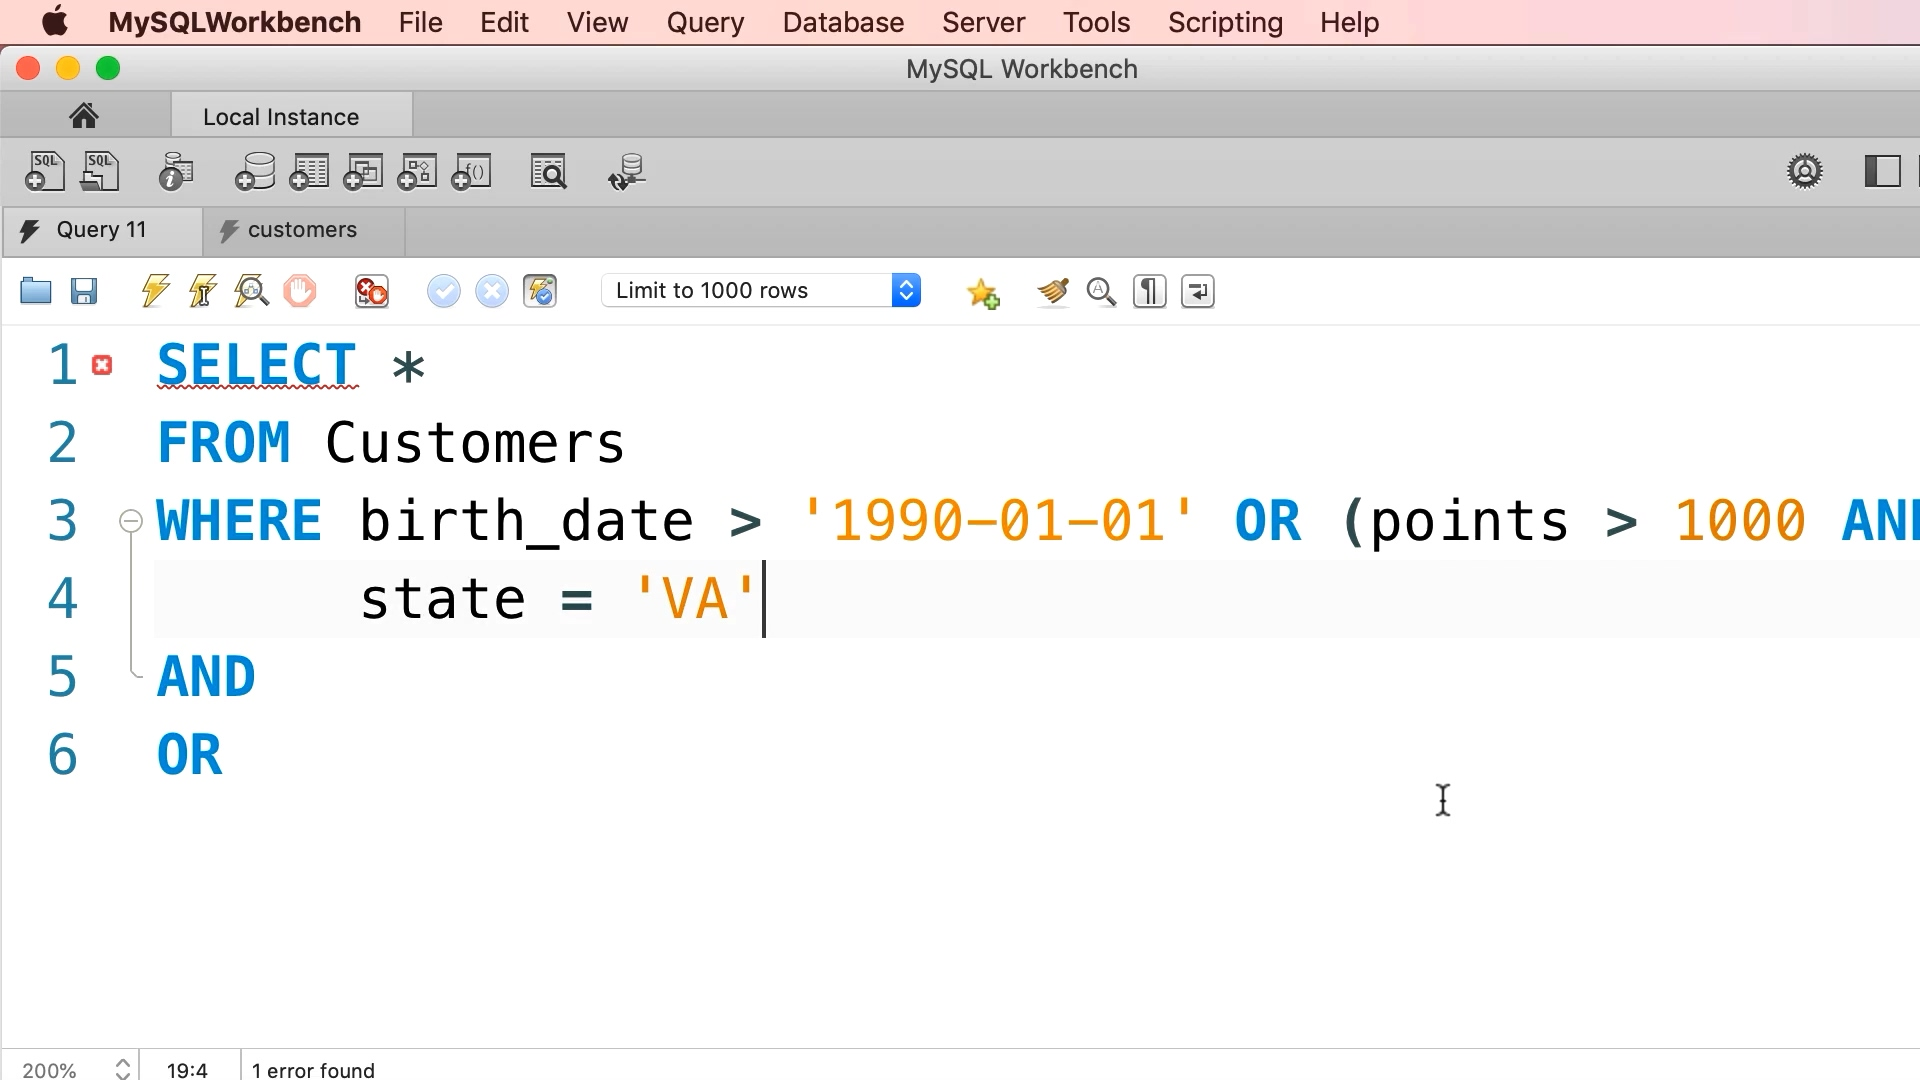 MySQLWorkbench File Edit View Query Database Server Tools Scripting Help
MySQL Workbench
Local Instance
SQL SQL
Query 11 customers
Limit to 1000 rows
1 SELECT *
2 FROM Customers
3 WHERE birth_date > '1990-01-01' OR (points > 1000 AN
4 state = 'VA'
5 AND
6 OR
200% 19:4 1 error found